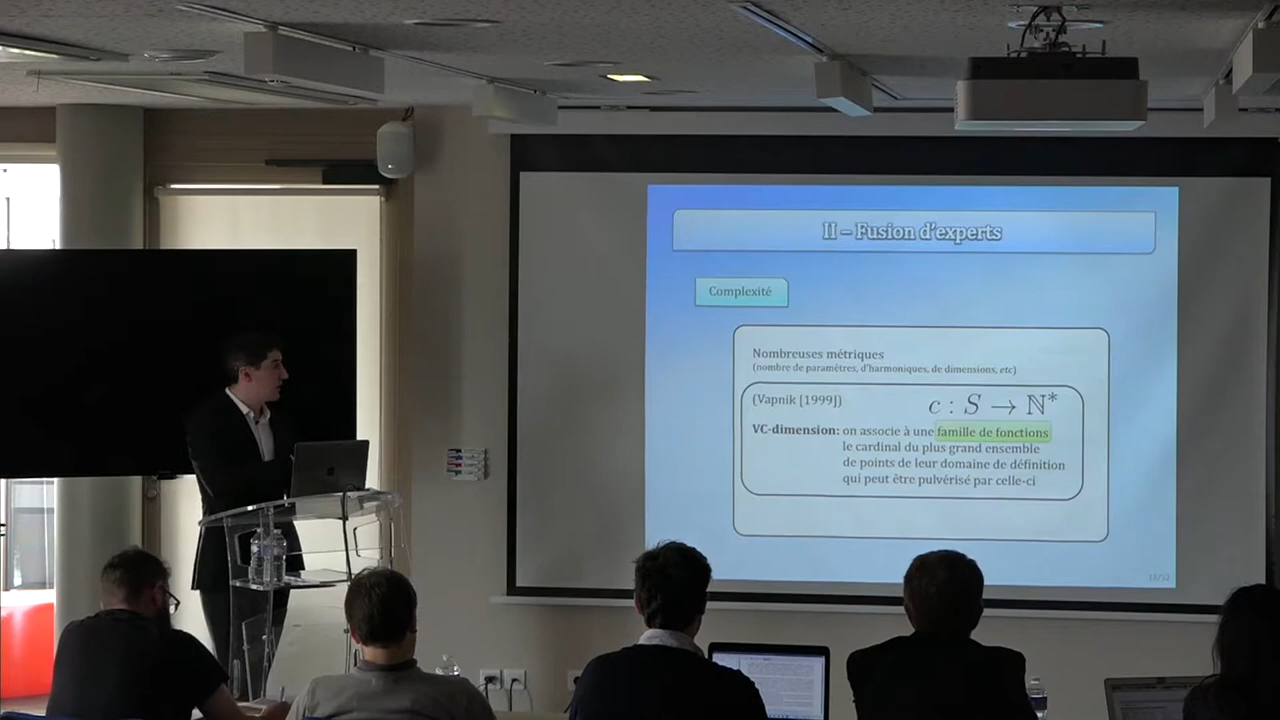 II – Fusion d'experts
Complexité
Nombreuses métriques
(nombre de paramètres, d'harmoniques, de dimensions, etc)
(Vapnik [1999])
c : S → ℕ*
VC-dimension: on associe à une famille de fonctions
le cardinal du plus grand ensemble
de points de leur domaine de définition
qui peut être pulvérisé par celle-ci